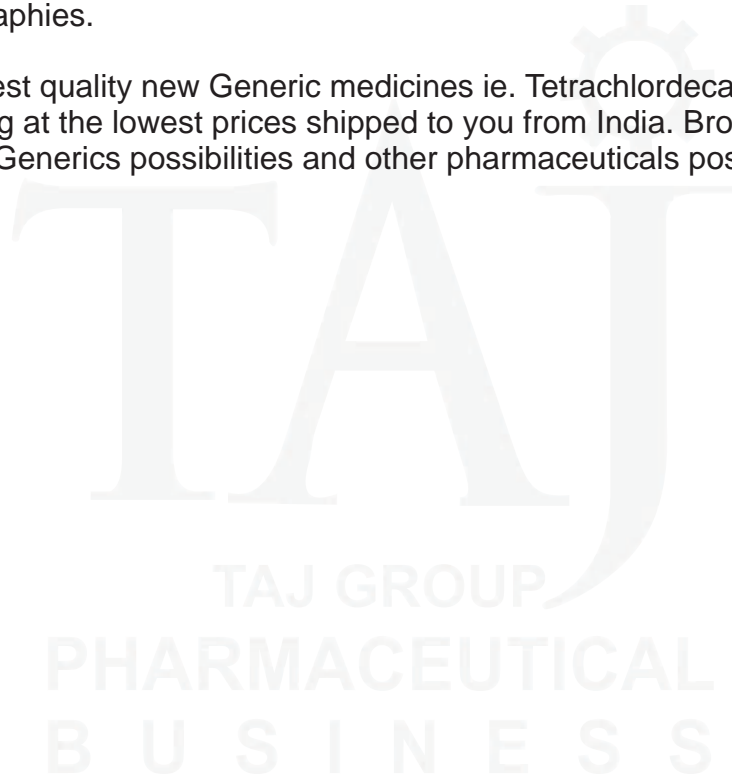 aphies.
est quality new Generic medicines ie. Tetrachlordeca
g at the lowest prices shipped to you from India. Bro
Generics possibilities and other pharmaceuticals pos
TAJ
TAJ GROUP
PHARMACEUTICAL
BUSINESS